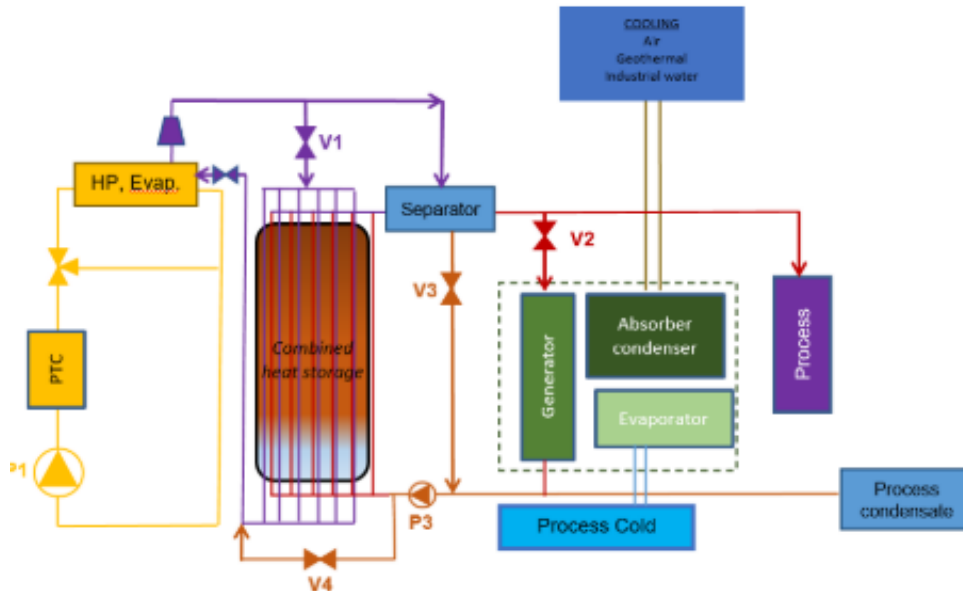 COOLING
Air
Geothermal
Industrial water
V1
HP, Evap.
Separator
V2
V3
PTC
Combined
heat storage
Generator
Absorber
condenser
Evaporator
Process
P1
P3
Process
condensate
Process Cold
V4